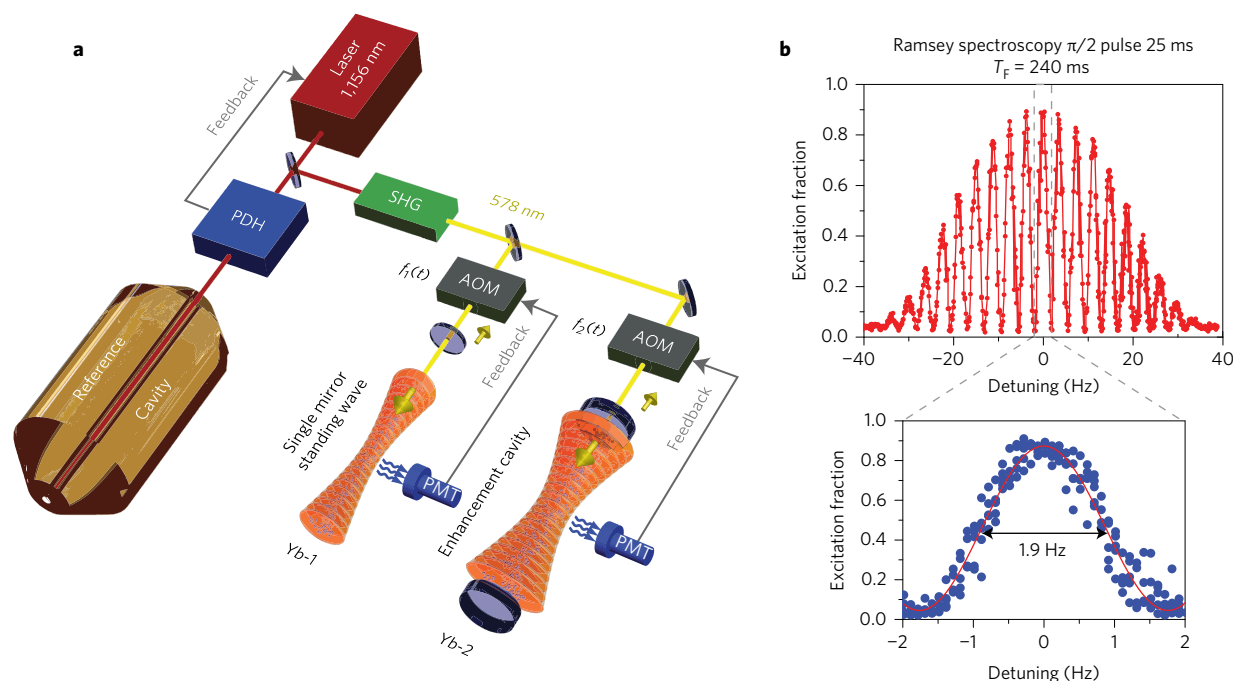 a
Laser
1,156 nm
Feedback
PDH
SHG
578 nm
Reference
Cavity
f₁(t)
AOM
Feedback
f₂(t)
AOM
Feedback
Single mirror
standing wave
PMT
Yb-1
Enhancement cavity
PMT
Yb-2
b
Ramsey spectroscopy π/2 pulse 25 ms
T_F = 240 ms
Excitation fraction
1.0
0.8
0.6
0.4
0.2
0.0
−40 −20 0 20 40
Detuning (Hz)
Excitation fraction
1.0
0.8
0.6
0.4
0.2
0.0
1.9 Hz
−2 −1 0 1 2
Detuning (Hz)